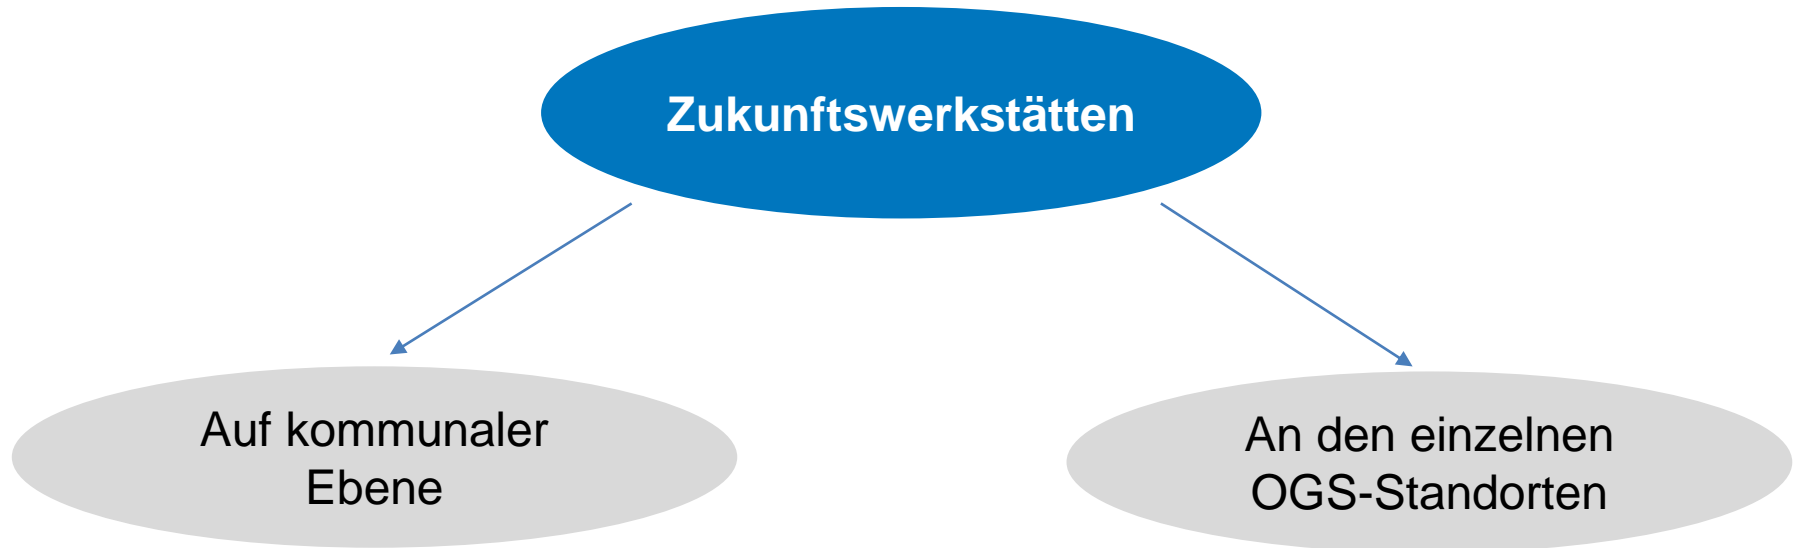 Zukunftswerkstätten
Auf kommunaler
Ebene
An den einzelnen
OGS-Standorten